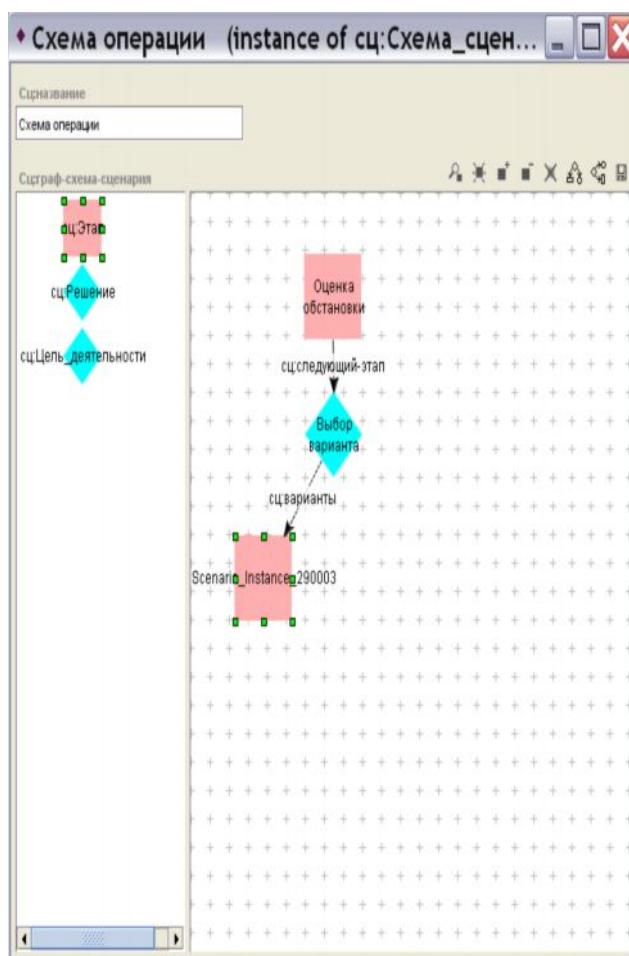 Схема операции (instance of сц:Схема_сцен...
Сц:название
Схема операции
Сц:граф-схема-сценария
сц:Этап
сц:Решение
сц:Цель_деятельности
Оценка
обстановки
сц:следующий-этап
Выбор
варианта
сц:варианты
Scenario_Instance_290003